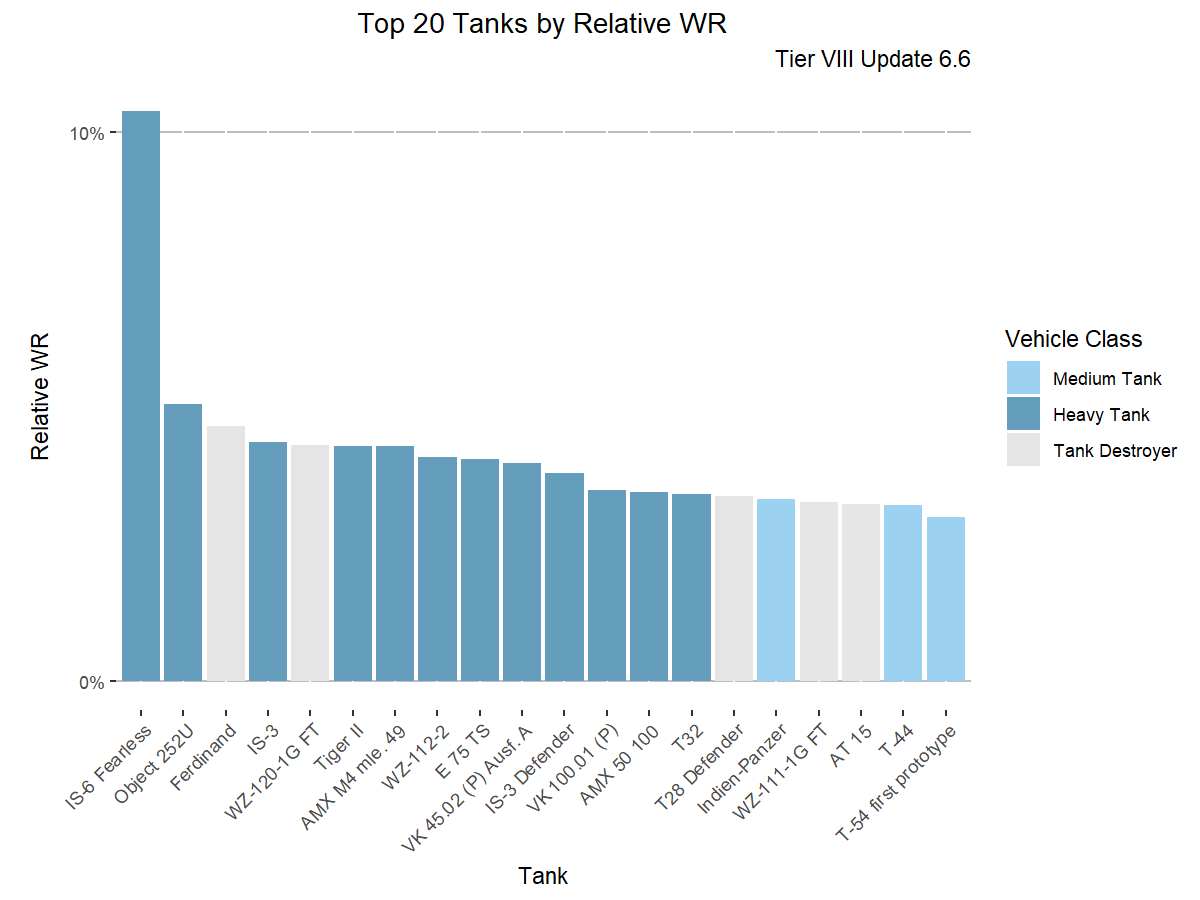 Top 20 Tanks by Relative WR
Tier VIII Update 6.6
10%
0%
Relative WR
IS-6 Fearless
Object 252U
Ferdinand
IS-3
WZ-120-1G FT
Tiger II
AMX M4 mle. 49
WZ-112-2
E 75 TS
VK 45.02 (P) Ausf. A
IS-3 Defender
VK 100.01 (P)
AMX 50 100
T32
T28 Defender
Indien-Panzer
WZ-111-1G FT
AT 15
T-44
T-54 first prototype
Tank
Vehicle Class
Medium Tank
Heavy Tank
Tank Destroyer